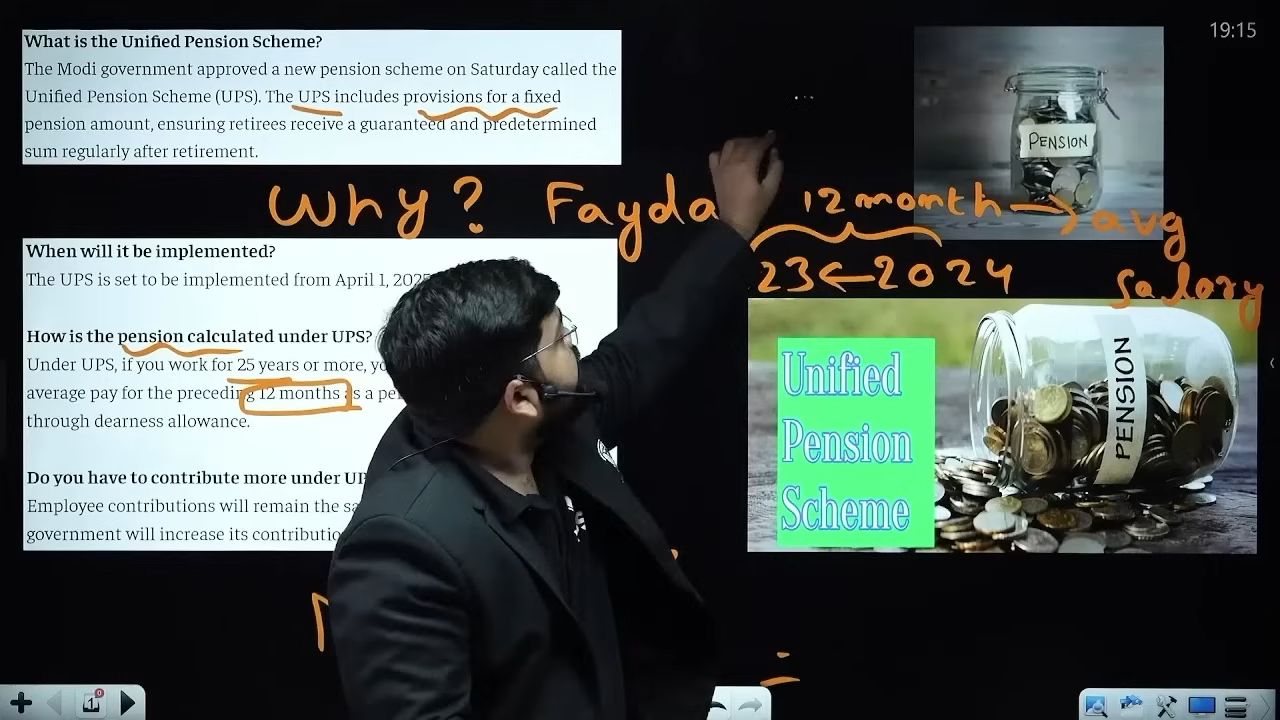 19:15
What is the Unified Pension Scheme?
The Modi government approved a new pension scheme on Saturday called the
Unified Pension Scheme (UPS). The UPS includes provisions for a fixed
pension amount, ensuring retirees receive a guaranteed and predetermined
sum regularly after retirement.
PENSION
Why? Fayda
12 month → avg
salary
23 ← 2024
When will it be implemented?
The UPS is set to be implemented from April 1,
How is the pension calculated under UPS?
Under UPS, if you work for 25 years or more,
average pay for the preceding 12 months as a
through dearness allowance.
Do you have to contribute more under
Employee contributions will remain the
government will increase its
Unified
Pension
Scheme
PENSION
=
1